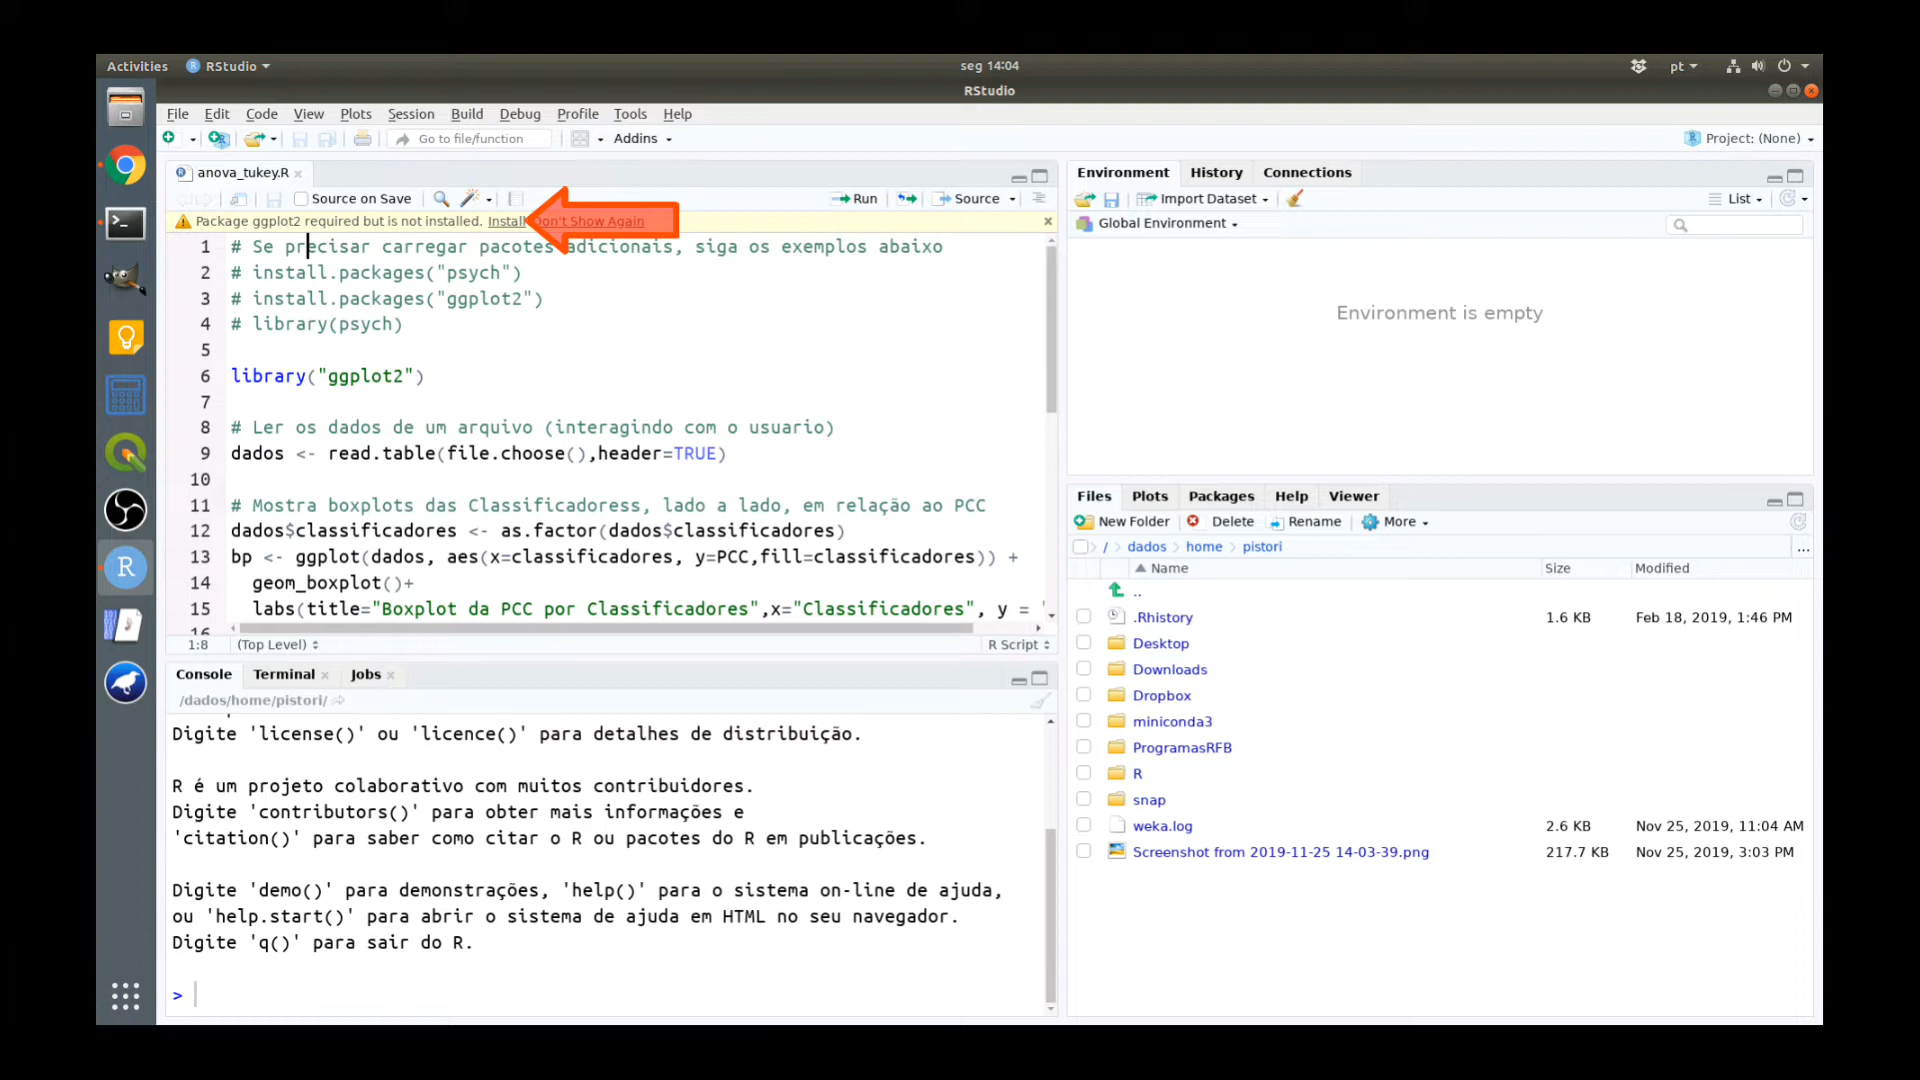 Activities RStudio seg 14:04 pt
RStudio
File Edit Code View Plots Session Build Debug Profile Tools Help
Go to file/function Addins Project: (None)
anova_tukey.R
Source on Save Run Source
Package ggplot2 required but is not installed. Install Don't Show Again
1 # Se precisar carregar pacotes adicionais, siga os exemplos abaixo
2 # install.packages("psych")
3 # install.packages("ggplot2")
4 # library(psych)
5
6 library("ggplot2")
7
8 # Ler os dados de um arquivo (interagindo com o usuario)
9 dados <- read.table(file.choose(),header=TRUE)
10
11 # Mostra boxplots das Classificadoress, lado a lado, em relação ao PCC
12 dados$classificadores <- as.factor(dados$classificadores)
13 bp <- ggplot(dados, aes(x=classificadores, y=PCC,fill=classificadores)) +
14 geom_boxplot()+
15 labs(title="Boxplot da PCC por Classificadores",x="Classificadores", y = "
16
1:8 (Top Level) R Script
Console Terminal Jobs
/dados/home/pistori/
Digite 'license()' ou 'licence()' para detalhes de distribuição.
R é um projeto colaborativo com muitos contribuidores.
Digite 'contributors()' para obter mais informações e
'citation()' para saber como citar o R ou pacotes do R em publicações.
Digite 'demo()' para demonstrações, 'help()' para o sistema on-line de ajuda,
ou 'help.start()' para abrir o sistema de ajuda em HTML no seu navegador.
Digite 'q()' para sair do R.
>
Environment History Connections
Import Dataset List
Global Environment
Environment is empty
Files Plots Packages Help Viewer
New Folder Delete Rename More
/ dados home pistori ...
Name Size Modified
..
.Rhistory 1.6 KB Feb 18, 2019, 1:46 PM
Desktop
Downloads
Dropbox
miniconda3
ProgramasRFB
R
snap
weka.log 2.6 KB Nov 25, 2019, 11:04 AM
Screenshot from 2019-11-25 14-03-39.png 217.7 KB Nov 25, 2019, 3:03 PM